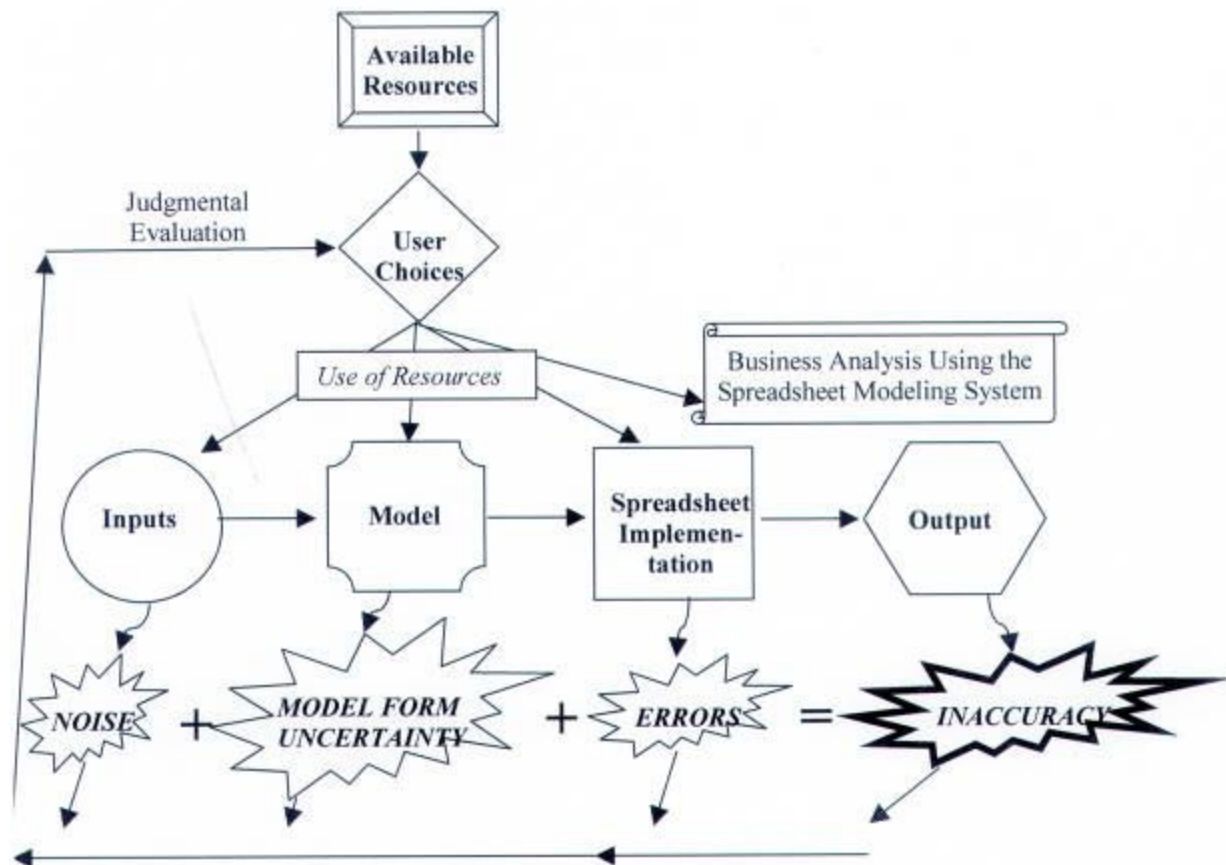 Available
Resources
Judgmental
Evaluation
User
Choices
Use of Resources
Business Analysis Using the
Spreadsheet Modeling System
Inputs
Model
Spreadsheet
Implemen-
tation
Output
NOISE
+
MODEL FORM
UNCERTAINTY
+
ERRORS
=
INACCURACY